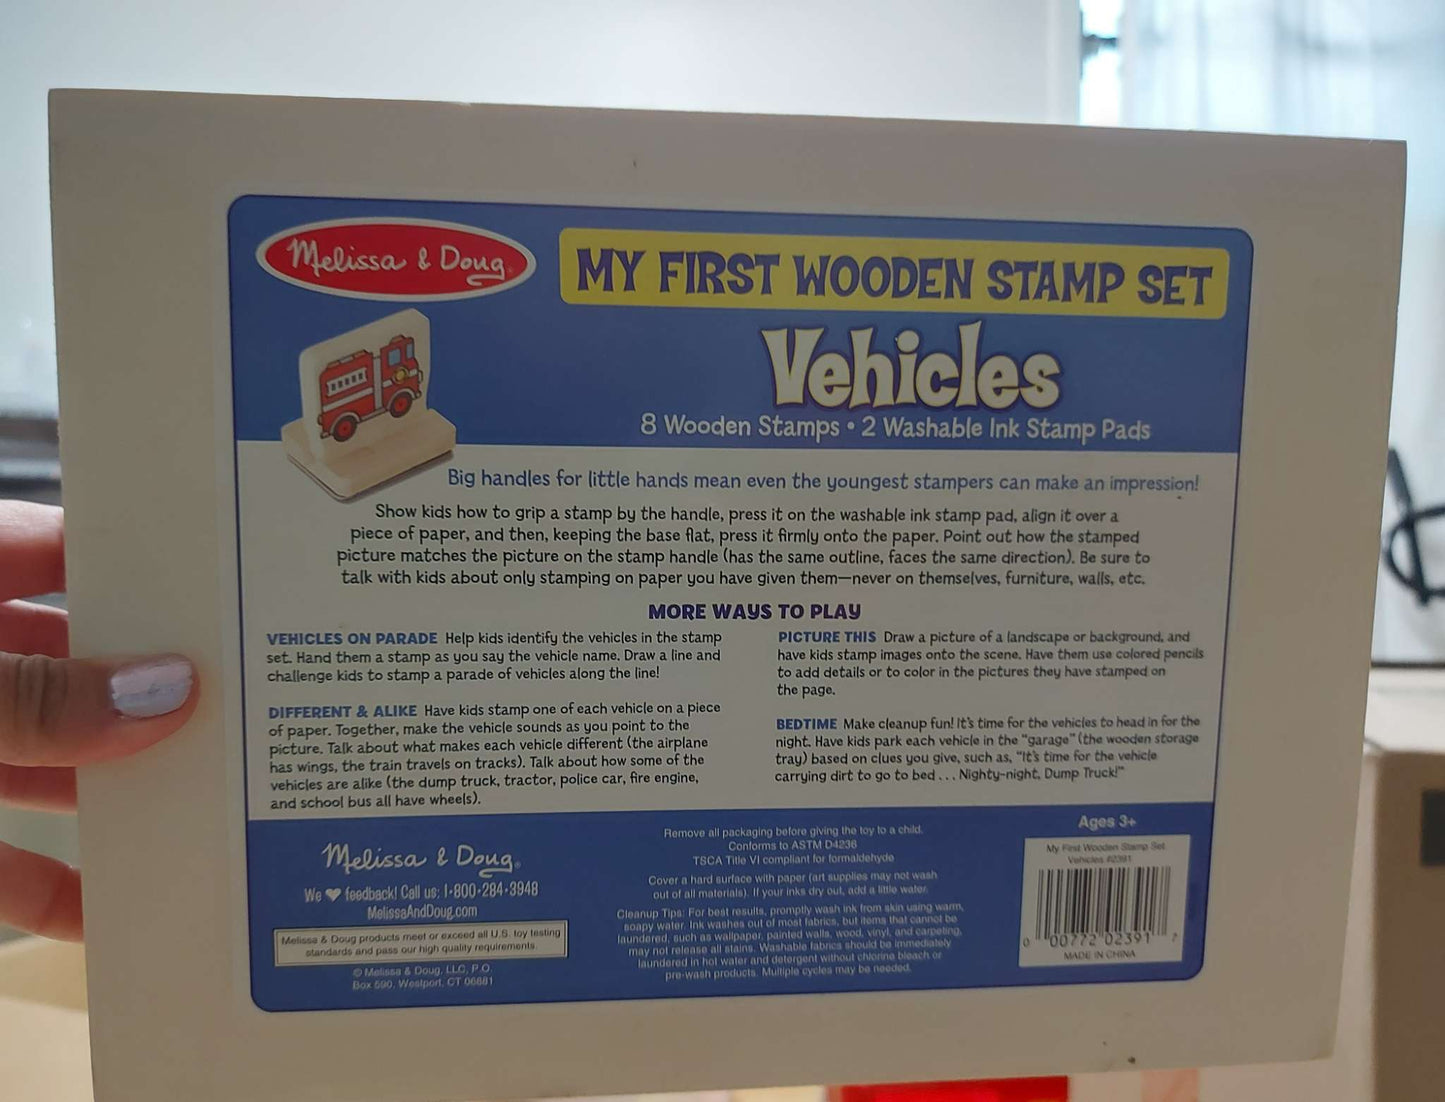 Melissa & Doug
MY FIRST WOODEN STAMP SET
Vehicles
8 Wooden Stamps • 2 Washable Ink Stamp Pads
Big handles for little hands mean even the youngest stampers can make an impression!
Show kids how to grip a stamp by the handle, press it on the washable ink stamp pad, align it over a
piece of paper, and then, keeping the base flat, press it firmly onto the paper. Point out how the stamped
picture matches the picture on the stamp handle (has the same outline, faces the same direction). Be sure to
talk with kids about only stamping on paper you have given them—never on themselves, furniture, walls, etc.
MORE WAYS TO PLAY
VEHICLES ON PARADE Help kids identify the vehicles in the stamp
set. Hand them a stamp as you say the vehicle name. Draw a line and
challenge kids to stamp a parade of vehicles along the line!
DIFFERENT & ALIKE Have kids stamp one of each vehicle on a piece
of paper. Together, make the vehicle sounds as you point to the
picture. Talk about what makes each vehicle different (the airplane
has wings, the train travels on tracks). Talk about how some of the
vehicles are alike (the dump truck, tractor, police car, fire engine,
and school bus all have wheels).
PICTURE THIS Draw a picture of a landscape or background, and
have kids stamp images onto the scene. Have them use colored pencils
to add details or to color in the pictures they have stamped on
the page.
BEDTIME Make cleanup fun! It's time for the vehicles to head in for the
night. Have kids park each vehicle in the "garage" (the wooden storage
tray) based on clues you give, such as, "It's time for the vehicle
carrying dirt to go to bed . . . Nighty-night, Dump Truck!"
Melissa & Doug®
We ♥ feedback! Call us: 1-800-284-3948
MelissaAndDoug.com
Melissa & Doug products meet or exceed all U.S. toy testing
standards and pass our high quality requirements.
© Melissa & Doug, LLC, P.O.
Box 590, Westport, CT 06881
Remove all packaging before giving the toy to a child.
Conforms to ASTM D4236
TSCA Title VI compliant for formaldehyde
Cover a hard surface with paper (art supplies may not wash
out of all materials). If your inks dry out, add a little water.
Cleanup Tips: For best results, promptly wash ink from skin using warm,
soapy water. Ink washes out of most fabrics, but items that cannot be
laundered, such as wallpaper, painted walls, wood, vinyl, and carpeting,
may not release all stains. Washable fabrics should be immediately
laundered in hot water and detergent without chlorine bleach or
pre-wash products. Multiple cycles may be needed.
Ages 3+
My First Wooden Stamp Set
Vehicles #2391
0 00772 02391 7
MADE IN CHINA